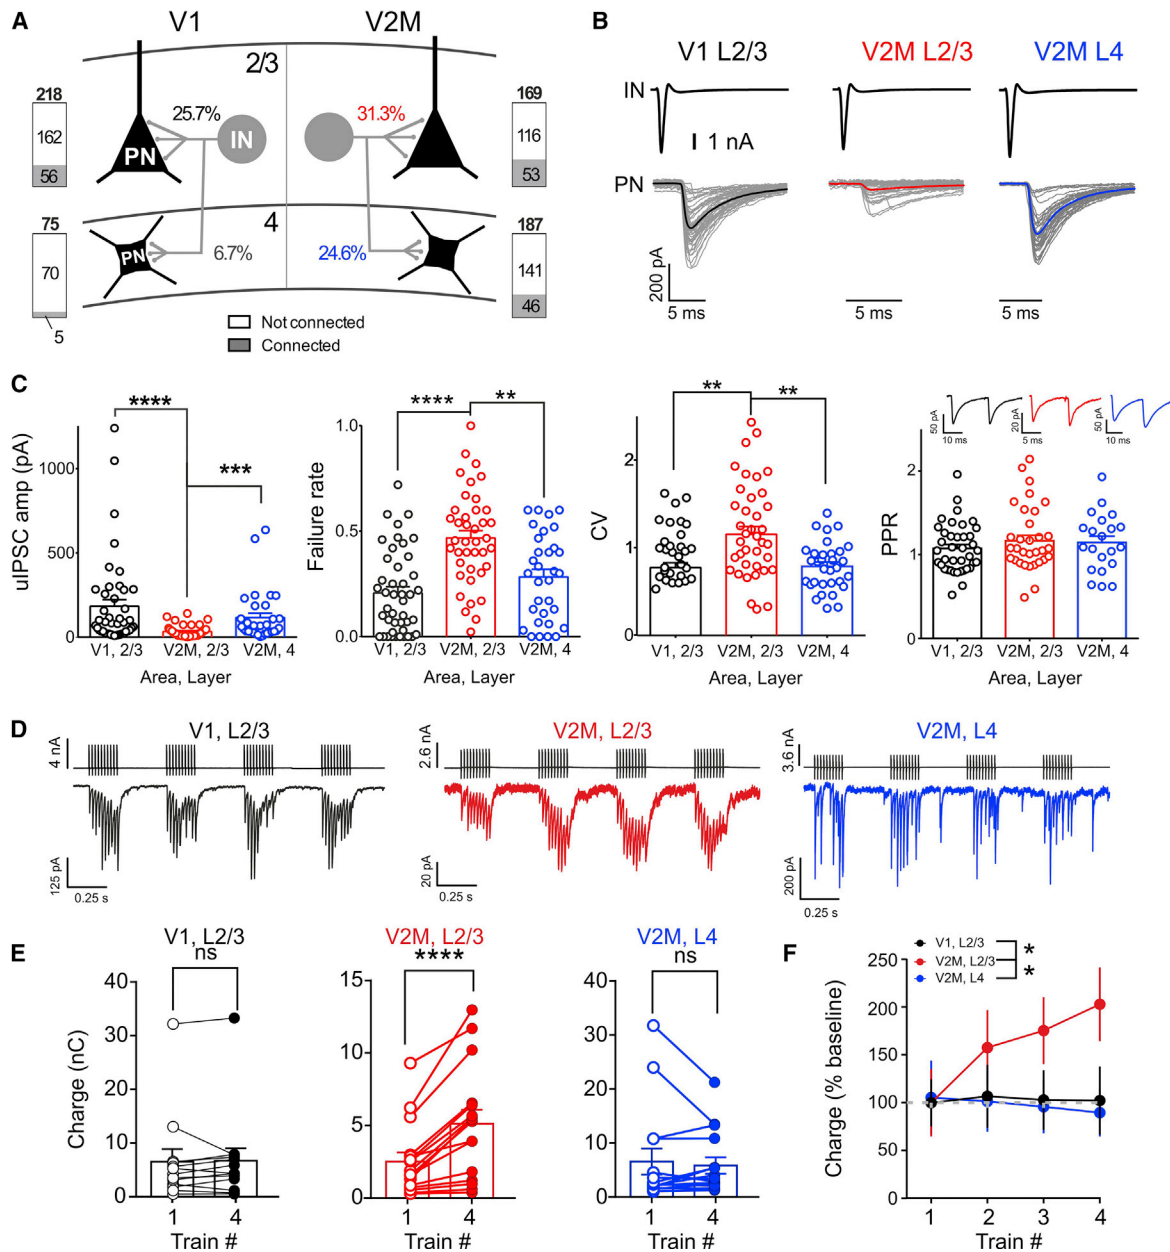 A
V1
V2M
2/3
218
162
56
25.7%
31.3%
PN
IN
169
116
53
75
70
5
4
PN
6.7%
24.6%
187
141
46
Not connected
Connected
B
V1 L2/3
V2M L2/3
V2M L4
IN
1 nA
PN
200 pA
5 ms
5 ms
5 ms
C
****
***
1000
500
0
uIPSC amp (pA)
V1, 2/3
V2M, 2/3
V2M, 4
Area, Layer
****
**
1.0
0.5
0.0
Failure rate
V1, 2/3
V2M, 2/3
V2M, 4
Area, Layer
**
**
2
1
0
CV
V1, 2/3
V2M, 2/3
V2M, 4
Area, Layer
50 pA
10 ms
20 pA
5 ms
50 pA
10 ms
2
1
0
PPR
V1, 2/3
V2M, 2/3
V2M, 4
Area, Layer
D
V1, L2/3
4 nA
125 pA
0.25 s
V2M, L2/3
2.6 nA
20 pA
0.25 s
V2M, L4
3.6 nA
200 pA
0.25 s
E
V1, L2/3
ns
40
30
20
10
0
Charge (nC)
1
4
Train #
V2M, L2/3
****
15
10
5
0
1
4
Train #
V2M, L4
ns
40
30
20
10
0
1
4
Train #
F
V1, L2/3
V2M, L2/3
V2M, L4
*
*
250
200
150
100
50
0
Charge (% baseline)
1
2
3
4
Train #